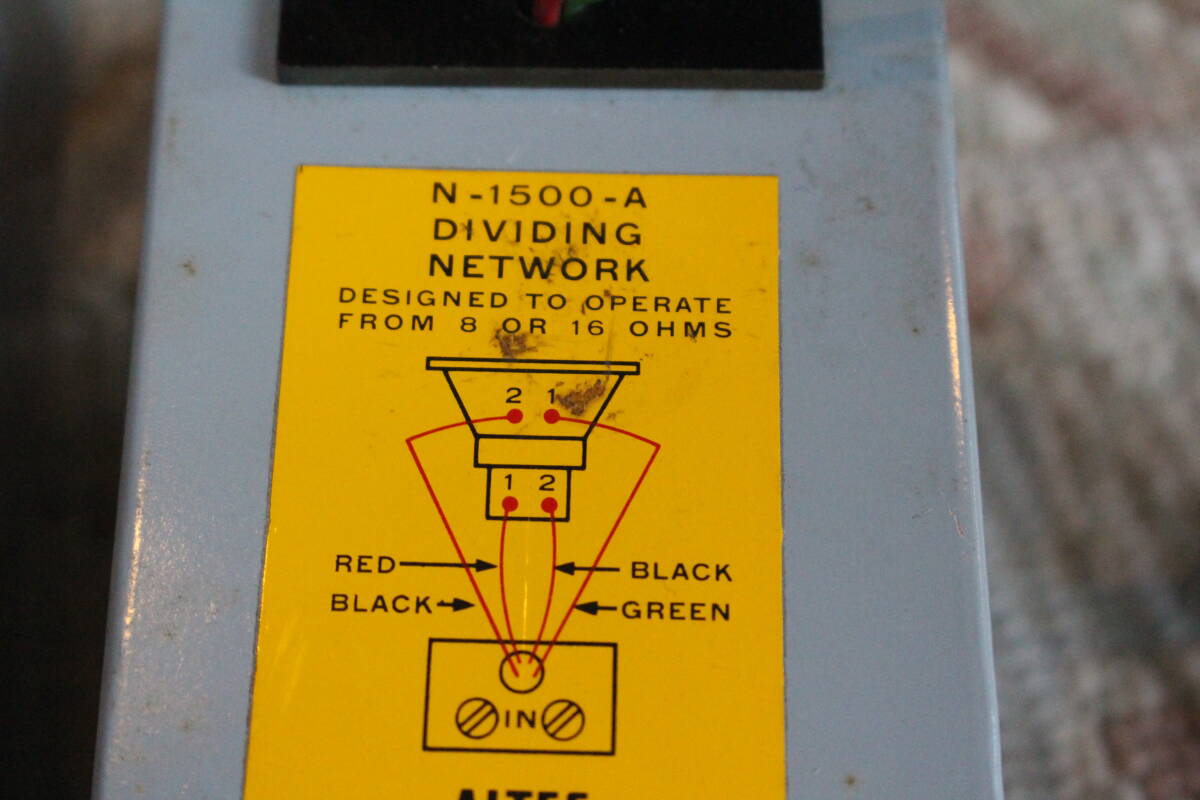 N-1500-A
DIVIDING
NETWORK
DESIGNED TO OPERATE
FROM 8 OR 16 OHMS
2 1
1 2
RED BLACK
BLACK GREEN
IN